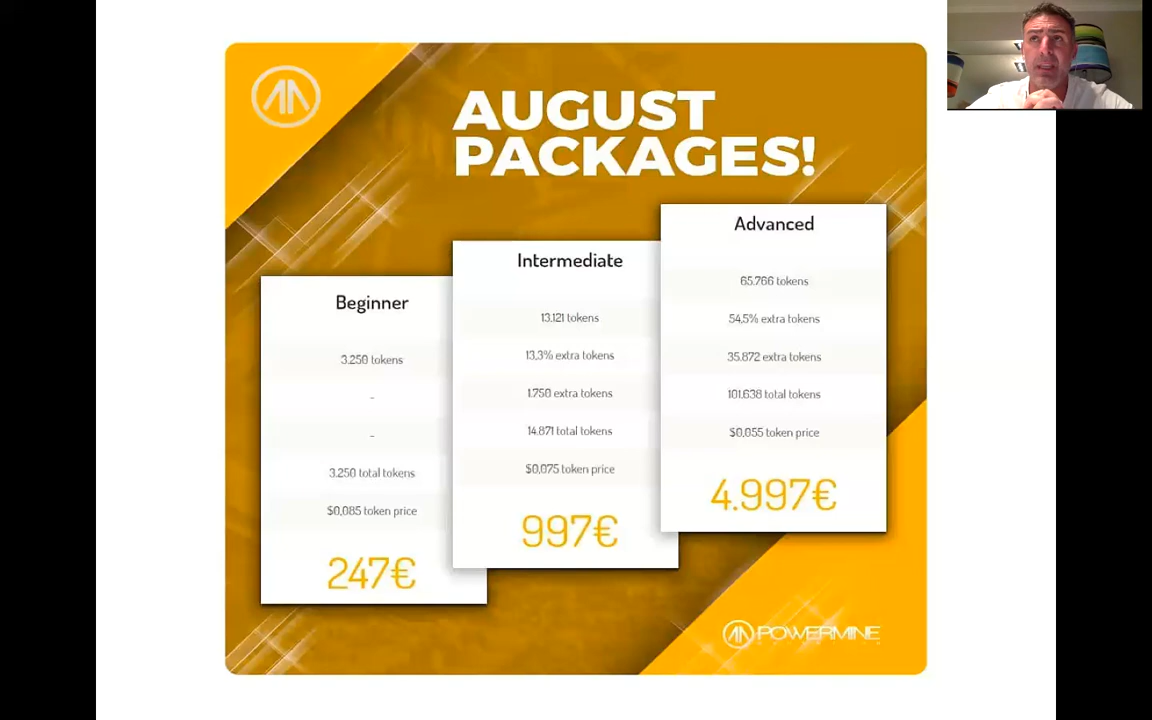 AUGUST
PACKAGES!
Beginner
3.250 tokens
-
-
3.250 total tokens
$0,085 token price
247€
Intermediate
13.121 tokens
13,3% extra tokens
1.750 extra tokens
14.871 total tokens
$0,075 token price
997€
Advanced
65.766 tokens
54,5% extra tokens
35.872 extra tokens
101.638 total tokens
$0,055 token price
4.997€
POWERMINE